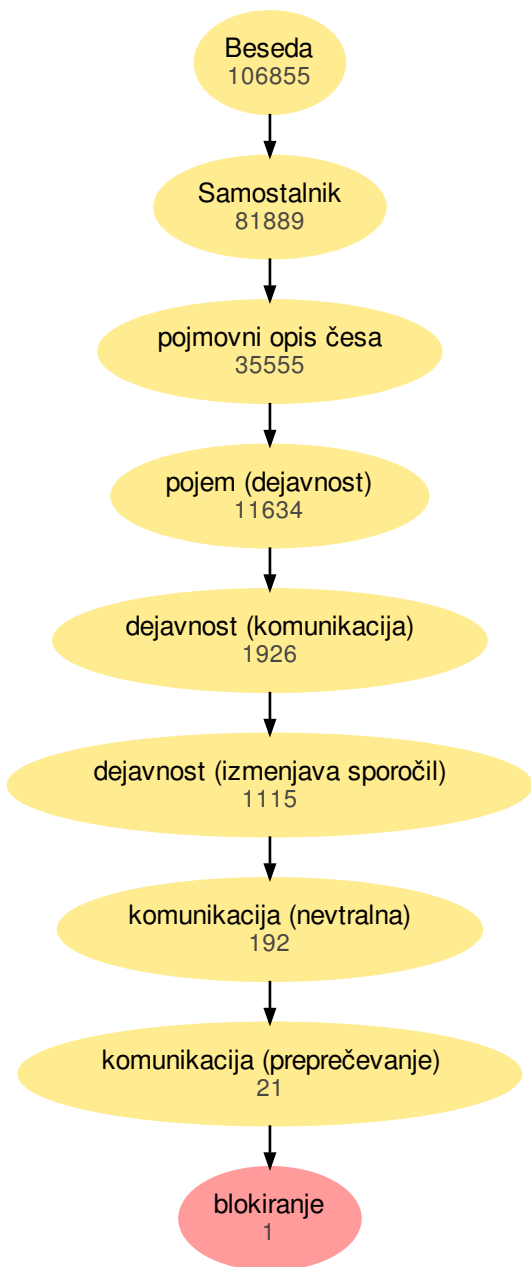 Beseda
106855
Samostalnik
81889
pojmovni opis česa
35555
pojem (dejavnost)
11634
dejavnost (komunikacija)
1926
dejavnost (izmenjava sporočil)
1115
komunikacija (nevtralna)
192
komunikacija (preprečevanje)
21
blokiranje
1